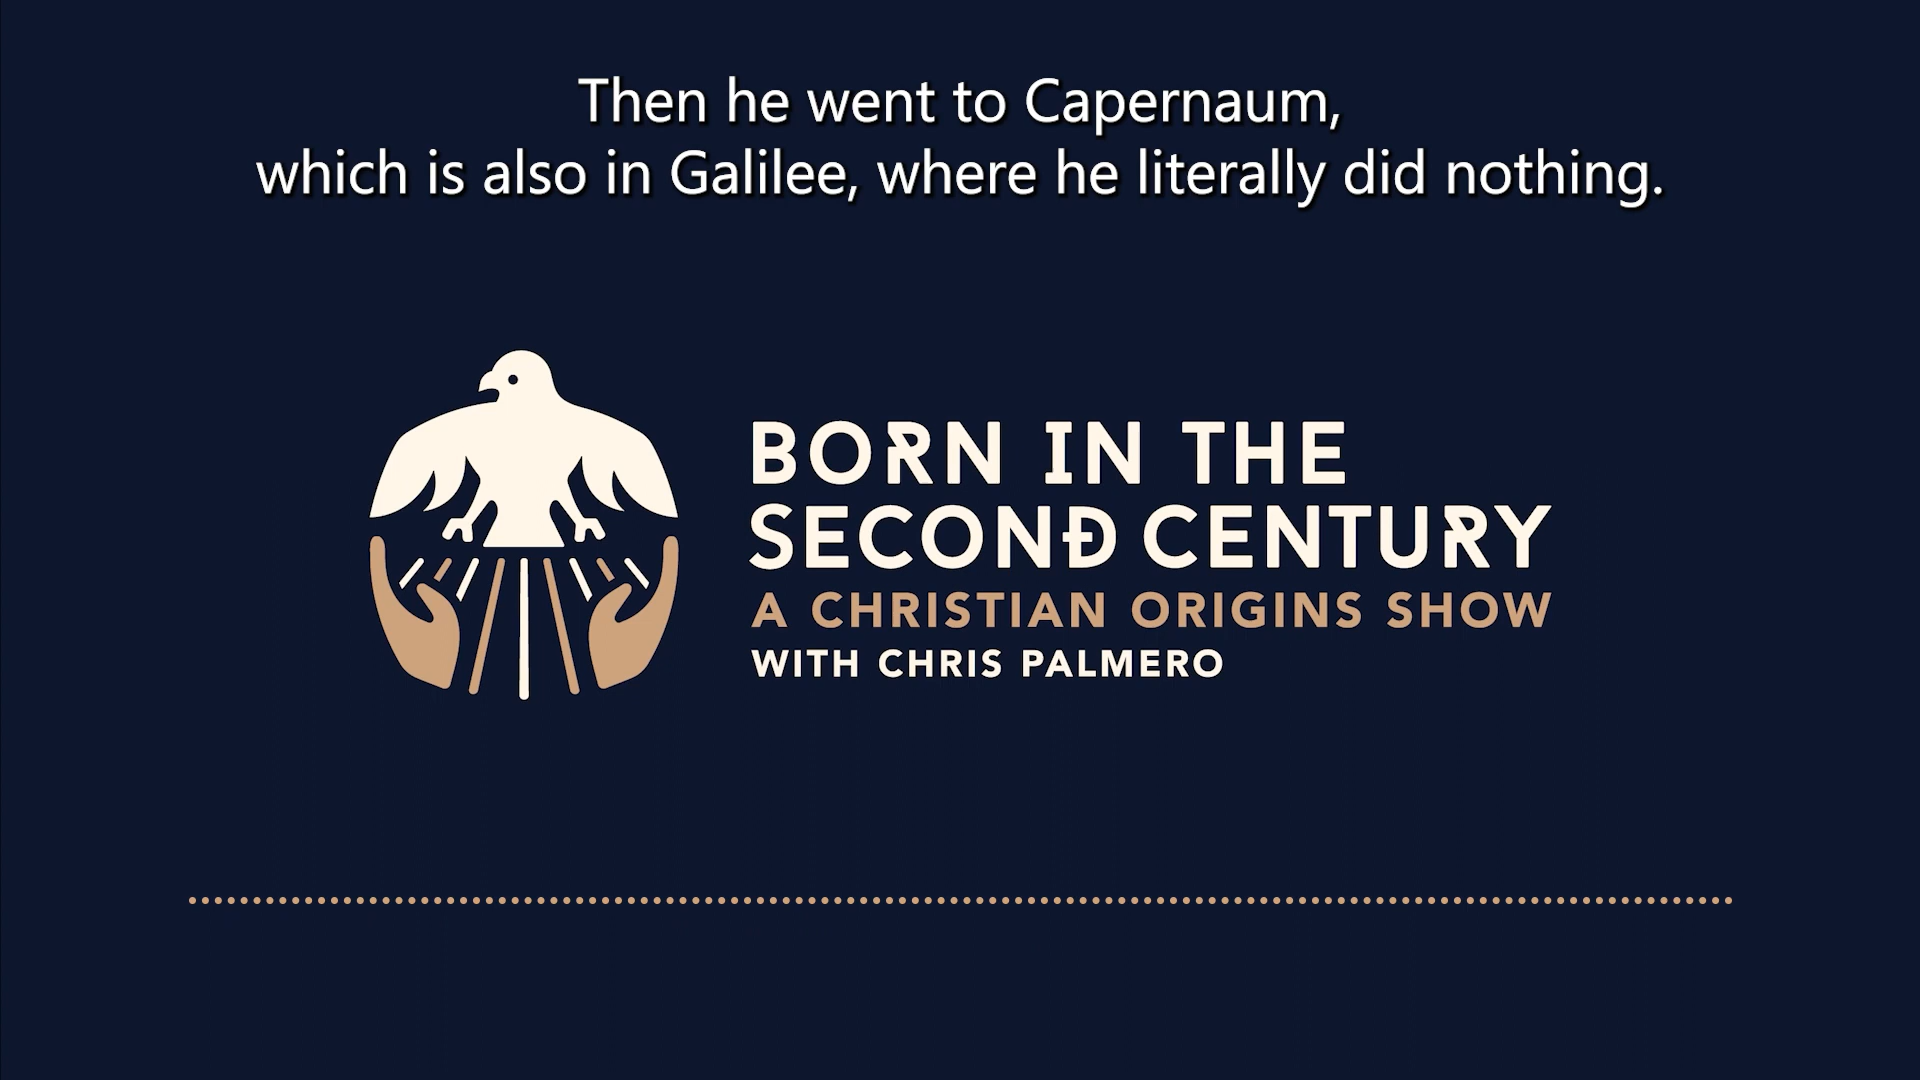 Then he went to Capernaum,
which is also in Galilee, where he literally did nothing.
BORN IN THE
SECOND CENTURY
A CHRISTIAN ORIGINS SHOW
WITH CHRIS PALMERO